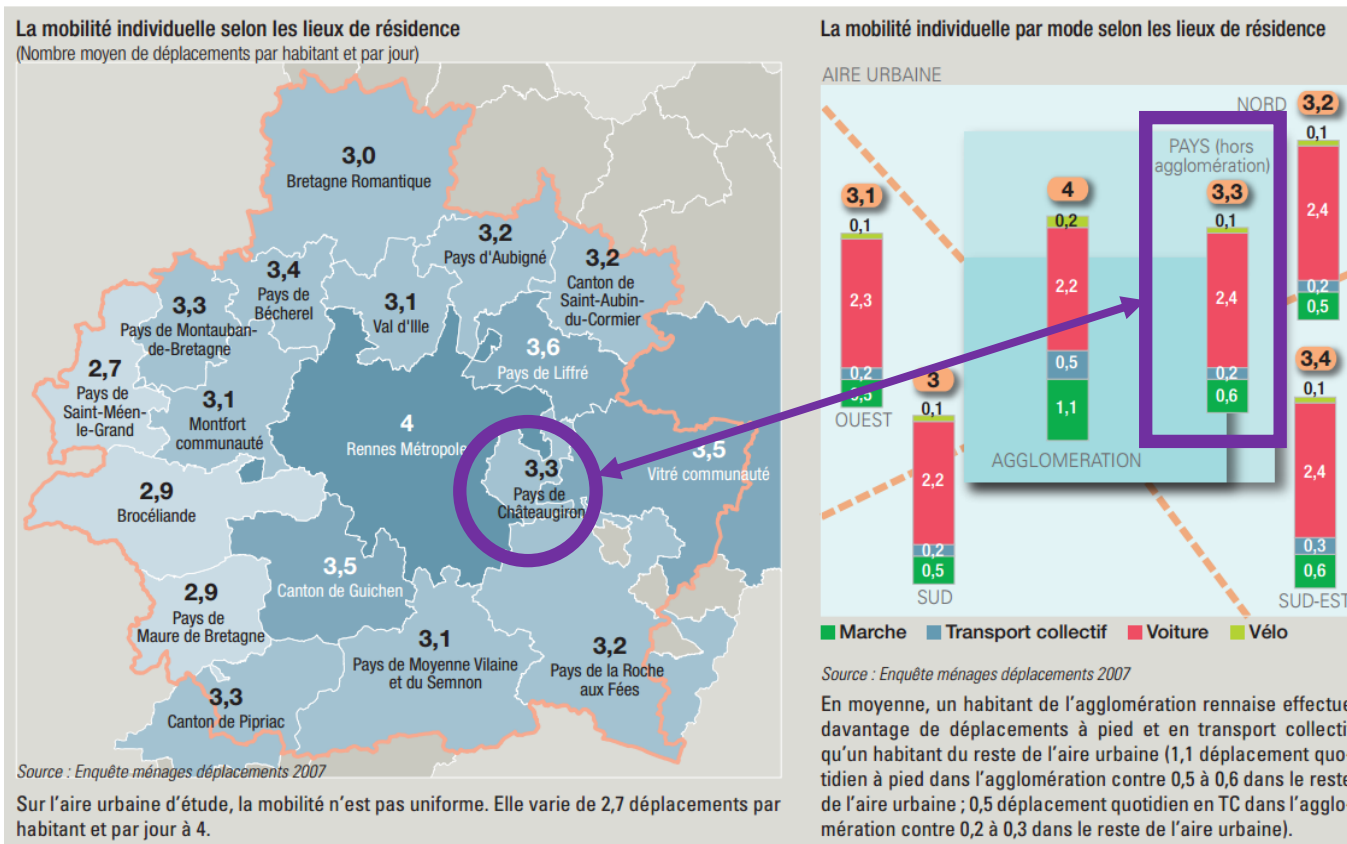 La mobilité individuelle selon les lieux de résidence
(Nombre moyen de déplacements par habitant et par jour)
3,0
Bretagne Romantique
3,2
Pays d'Aubigné
3,2
Canton de
Saint-Aubin-
du-Cormier
3,4
Pays de
Bécherel
3,1
Val d'Ille
3,3
Pays de Montauban-
de-Bretagne
3,6
Pays de Liffré
2,7
Pays de
Saint-Méen-
le-Grand
3,1
Montfort
communauté
4
Rennes Métropole
3,3
Pays de
Châteaugiron
3,5
Vitré communauté
2,9
Brocéliande
3,5
Canton de Guichen
2,9
Pays de
Maure de Bretagne
3,1
Pays de Moyenne Vilaine
et du Semnon
3,2
Pays de la Roche
aux Fées
3,3
Canton de Pipriac
Source : Enquête ménages déplacements 2007
Sur l'aire urbaine d'étude, la mobilité n'est pas uniforme. Elle varie de 2,7 déplacements par
habitant et par jour à 4.
La mobilité individuelle par mode selon les lieux de résidence
AIRE URBAINE
3,1
0,1
2,3
0,2
0,5
OUEST
3
0,1
2,2
0,2
0,5
SUD
4
0,2
2,2
0,5
1,1
AGGLOMERATION
PAYS (hors
agglomération)
3,3
0,1
2,4
0,2
0,6
NORD
3,2
0,1
2,4
0,2
0,5
3,4
0,1
2,4
0,3
0,6
SUD-EST
Marche Transport collectif Voiture Vélo
Source : Enquête ménages déplacements 2007
En moyenne, un habitant de l'agglomération rennaise effectue
davantage de déplacements à pied et en transport collecti
qu'un habitant du reste de l'aire urbaine (1,1 déplacement quo-
tidien à pied dans l'agglomération contre 0,5 à 0,6 dans le reste
de l'aire urbaine ; 0,5 déplacement quotidien en TC dans l'agglo-
mération contre 0,2 à 0,3 dans le reste de l'aire urbaine).